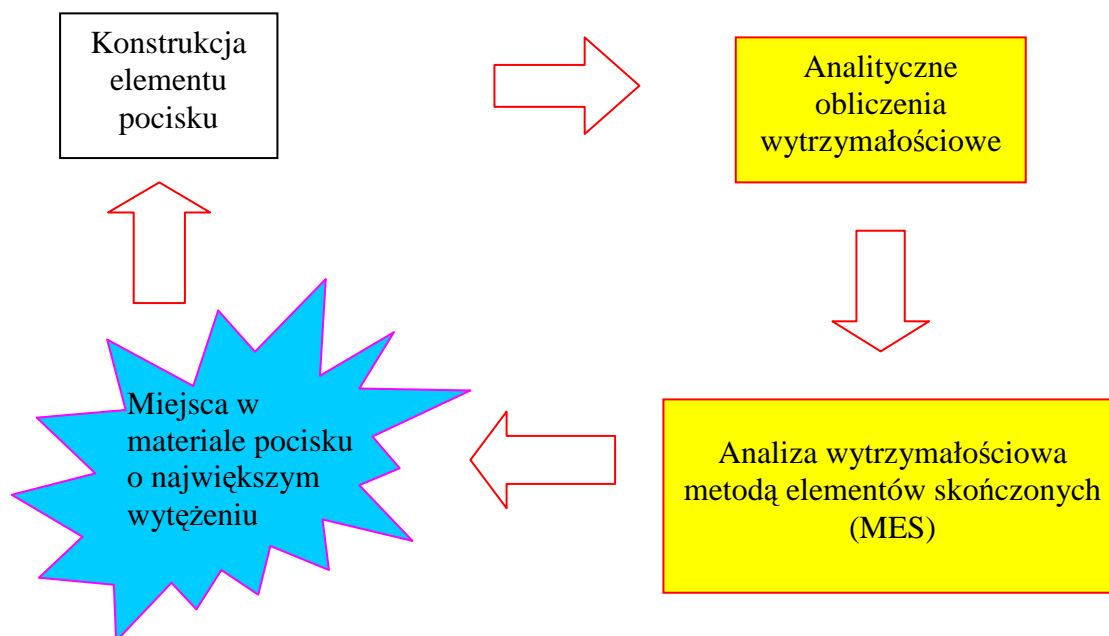 Konstrukcja
elementu
pocisku
Analityczne
obliczenia
wytrzymałościowe
Miejsca w
materiale pocisku
o największym
wytężeniu
Analiza wytrzymałościowa
metodą elementów skończonych
(MES)